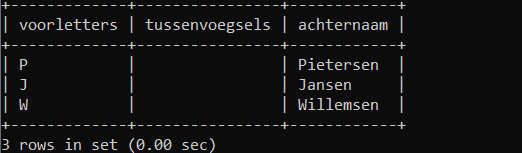 +-------------+----------------+------------+
| voorletters | tussenvoegsels | achternaam |
+-------------+----------------+------------+
| P           |                | Pietersen  |
| J           |                | Jansen     |
| W           |                | Willemsen  |
+-------------+----------------+------------+
3 rows in set (0.00 sec)